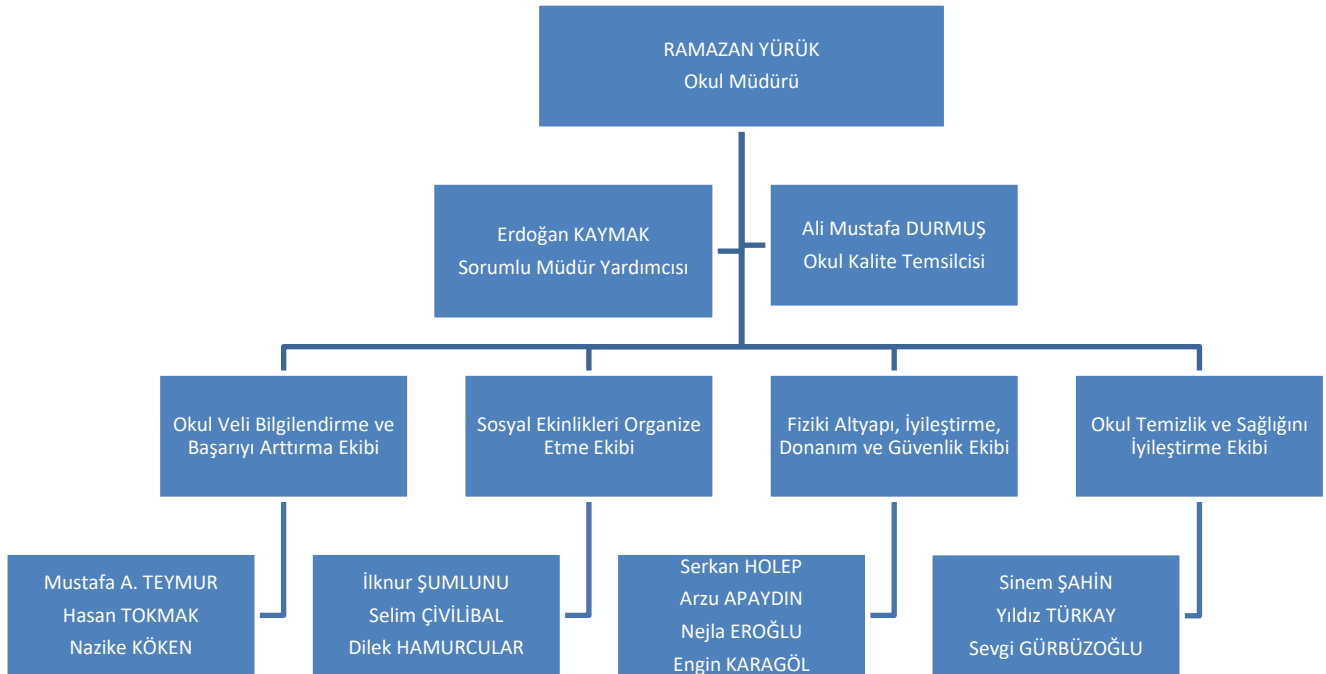 RAMAZAN YÜRÜK
Okul Müdürü
Erdoğan KAYMAK
Sorumlu Müdür Yardımcısı
Ali Mustafa DURMUŞ
Okul Kalite Temsilcisi
Okul Veli Bilgilendirme ve
Başarıyı Arttırma Ekibi
Sosyal Ekinlikleri Organize
Etme Ekibi
Fiziki Altyapı, İyileştirme,
Donanım ve Güvenlik Ekibi
Okul Temizlik ve Sağlığını
İyileştirme Ekibi
Mustafa A. TEYMUR
Hasan TOKMAK
Nazike KÖKEN
İlknur ŞUMLUNU
Selim ÇİVİLİBAL
Dilek HAMURCULAR
Serkan HOLEP
Arzu APAYDIN
Nejla EROĞLU
Engin KARAGÖL
Sinem ŞAHİN
Yıldız TÜRKAY
Sevgi GÜRBÜZOĞLU